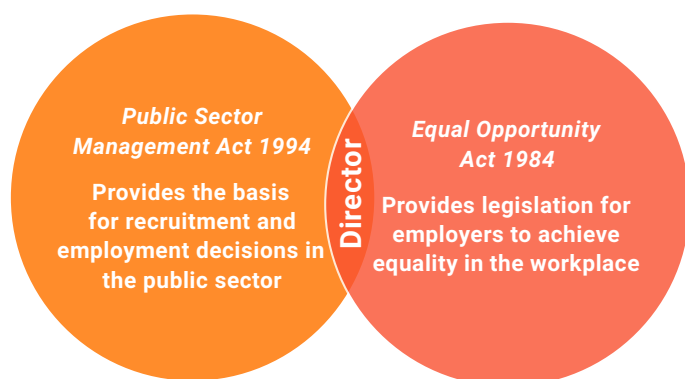 Public Sector
Management Act 1994
Provides the basis
for recruitment and
employment decisions in
the public sector
Director
Equal Opportunity
Act 1984
Provides legislation for
employers to achieve
equality in the workplace